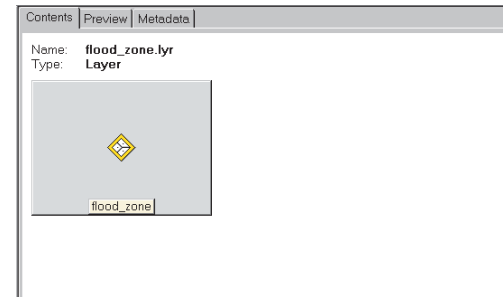 Contents Preview Metadata
Name: flood_zone.lyr
Type: Layer
flood_zone